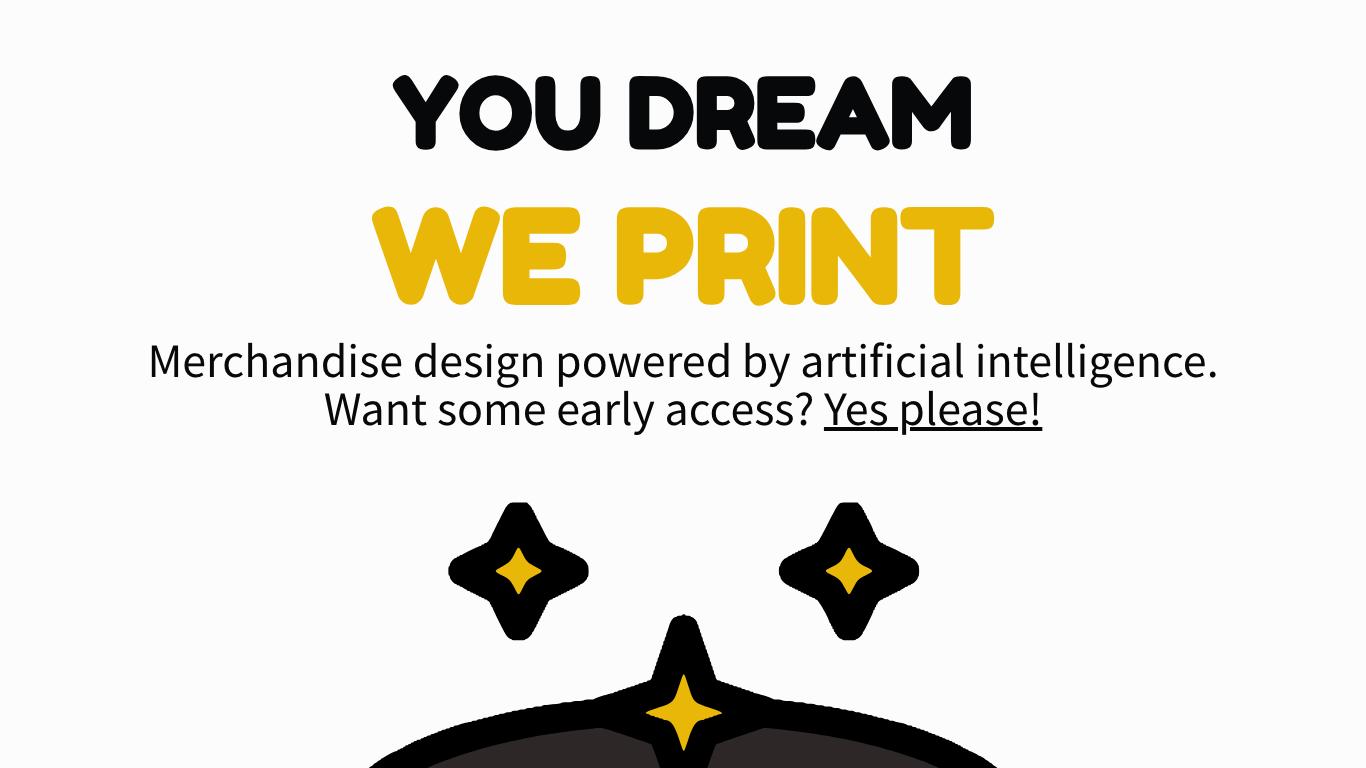 YOU DREAM
WE PRINT
Merchandise design powered by artificial intelligence.
Want some early access? Yes please!